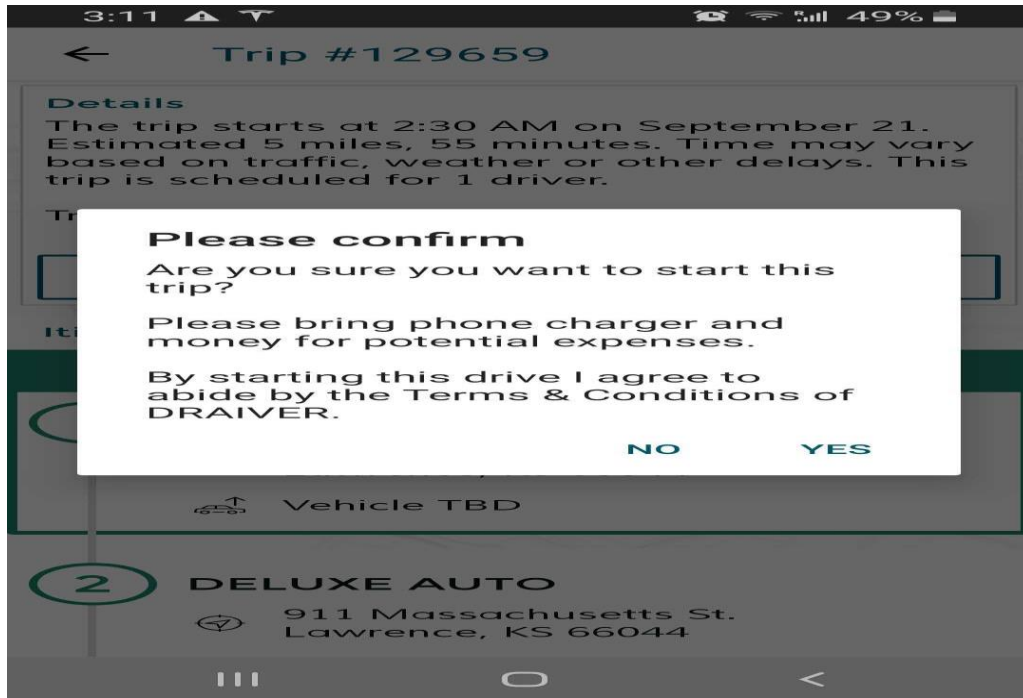 3:11 49%
Trip #129659
Details
The trip starts at 2:30 AM on September 21.
Estimated 5 miles, 55 minutes. Time may vary
based on traffic, weather or other delays. This
trip is scheduled for 1 driver.
Tr
Please confirm
Are you sure you want to start this
trip?
Please bring phone charger and
money for potential expenses.
By starting this drive I agree to
abide by the Terms & Conditions of
DRAIVER.
NO YES
Iti
Vehicle TBD
2 DELUXE AUTO
911 Massachusetts St.
Lawrence, KS 66044